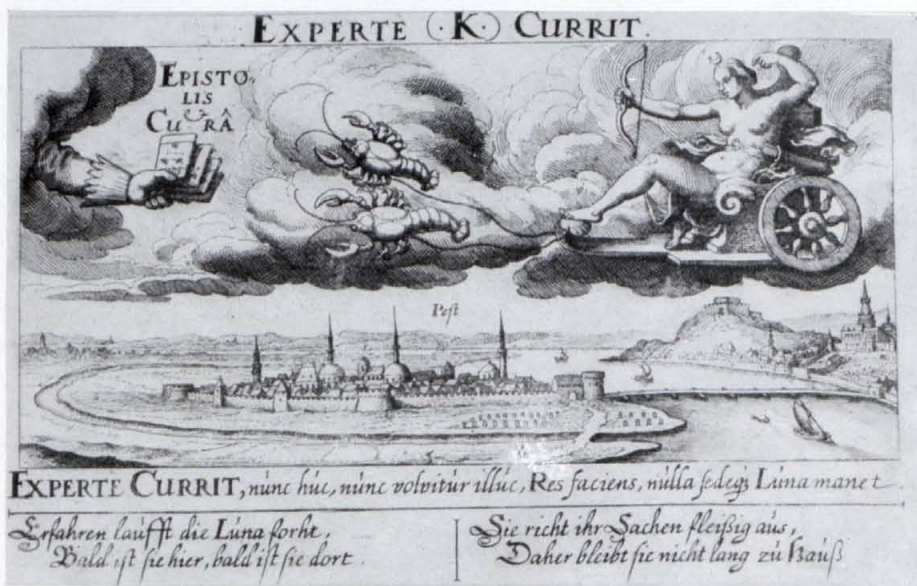 EXPERTE (·K·) CURRIT.
EPISTO-
LIS
CURÂ
Pest
EXPERTE CURRIT, nunc huc, nunc volvitur illuc, Res faciens, nulla sedeq; Luna manet.
Erfahren laufft die Luna forht,
Bald ist sie hier, bald ist sie dort.
Sie richt ihr Sachen fleißig aus,
Daher bleibt sie nicht lang zu Hauß